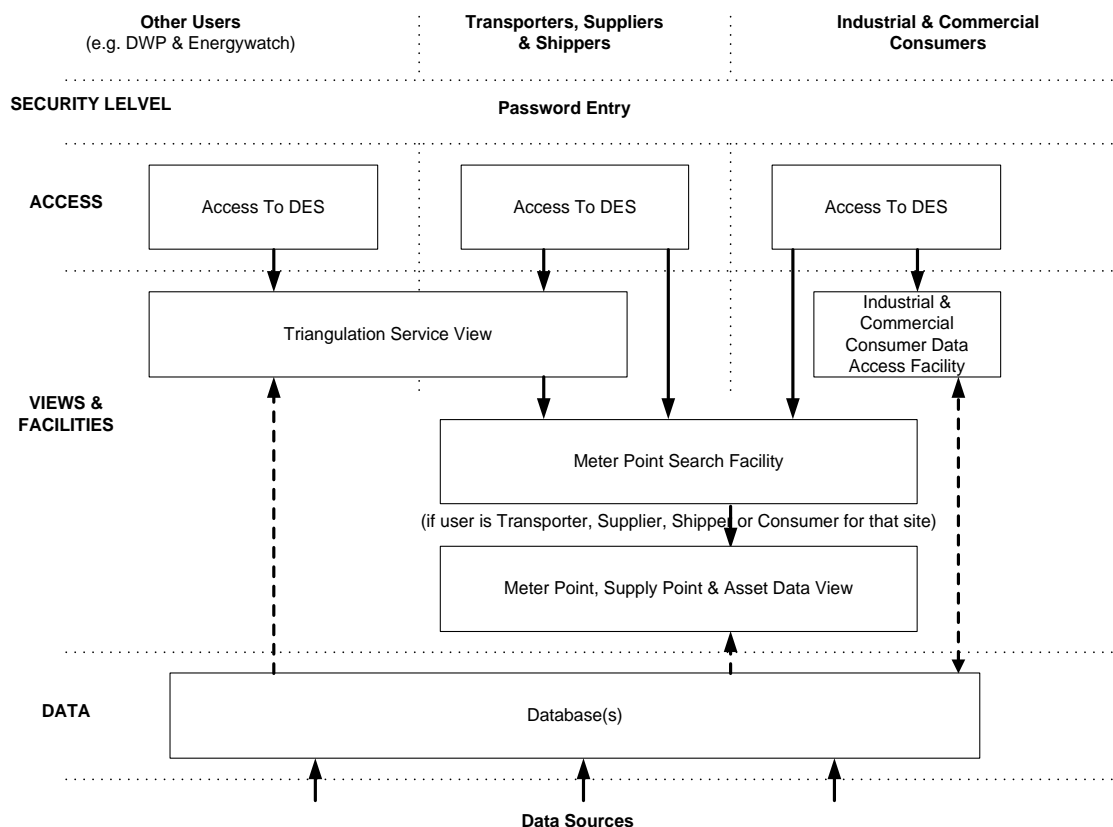 Other Users
(e.g. DWP & Energywatch)
Transporters, Suppliers
& Shippers
Industrial & Commercial
Consumers
SECURITY LELVEL
Password Entry
ACCESS
Access To DES
Access To DES
Access To DES
VIEWS &
FACILITIES
Triangulation Service View
Industrial &
Commercial
Consumer Data
Access Facility
Meter Point Search Facility
(if user is Transporter, Supplier, Shipper or Consumer for that site)
Meter Point, Supply Point & Asset Data View
DATA
Database(s)
Data Sources